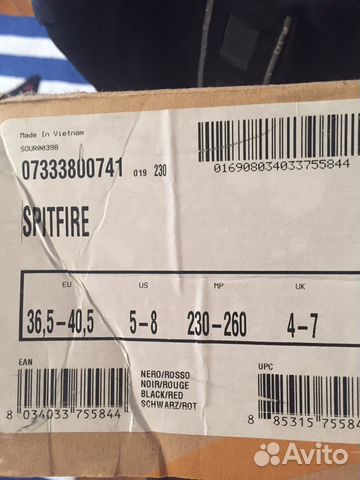 Made In Vietnam
SOUR00398
07333800741 019 230
016908034033755844
SPITFIRE
EU US MP UK
36,5-40,5 5-8 230-260 4-7
EAN
8 034033 755844
NERO/ROSSO
NOIR/ROUGE
BLACK/RED
SCHWARZ/ROT
UPC
8 85315 75584
Avito